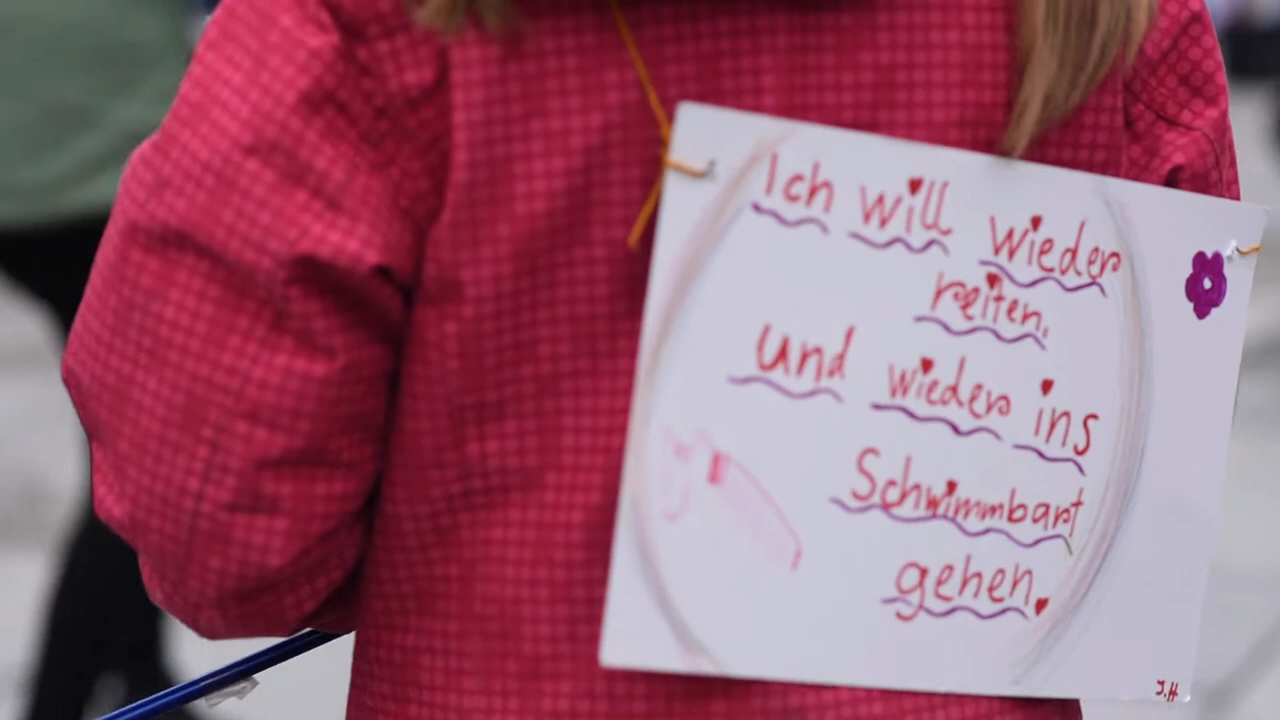 Ich will wieder
reiten.
und wieder ins
Schwimmbart
gehen.
J.H